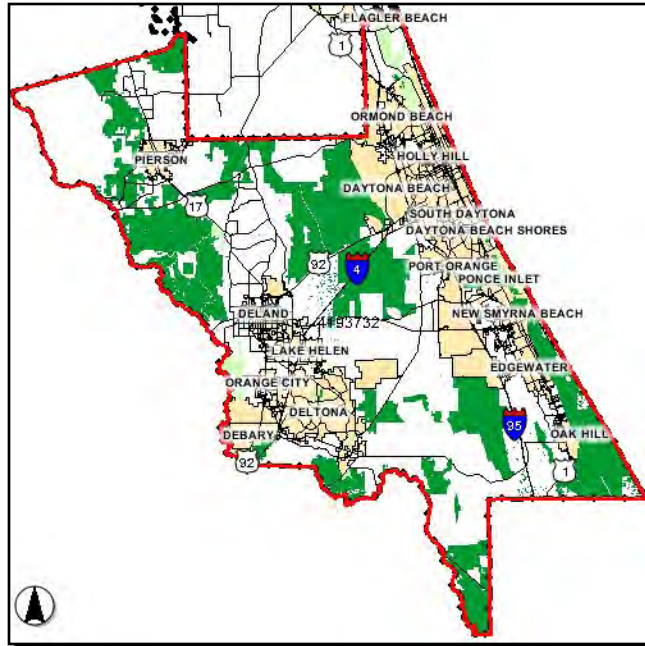 FLAGLER BEACH
1
ORMOND BEACH
HOLLY HILL
PIERSON
DAYTONA BEACH
17
SOUTH DAYTONA
DAYTONA BEACH SHORES
92
4
PORT ORANGE
PONCE INLET
DELAND
NEW SMYRNA BEACH
LAKE HELEN
EDGEWATER
ORANGE CITY
DELTONA
95
DEBARY
OAK HILL
92
1